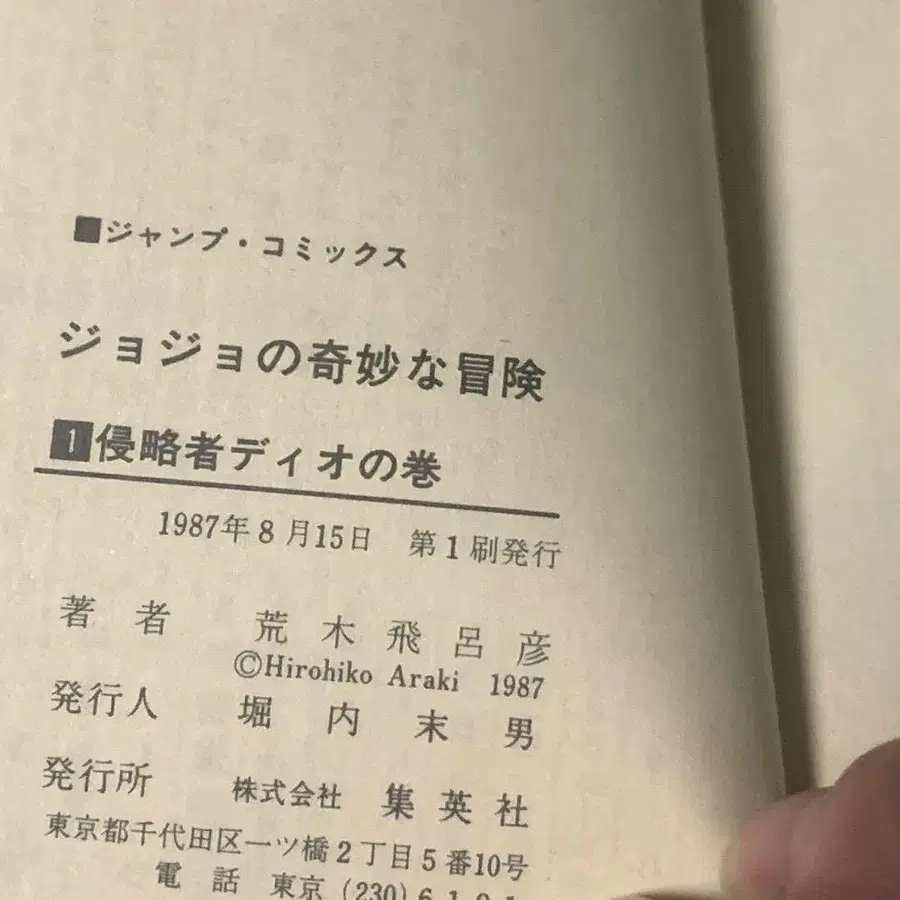 ■ジャンプ・コミックス
ジョジョの奇妙な冒険
1侵略者ディオの巻
1987年8月15日 第1刷発行
著者 荒木飛呂彦
©Hirohiko Araki 1987
発行人 堀内末男
発行所 株式会社 集英社
東京都千代田区一ツ橋2丁目5番10号
電話 東京 (230)